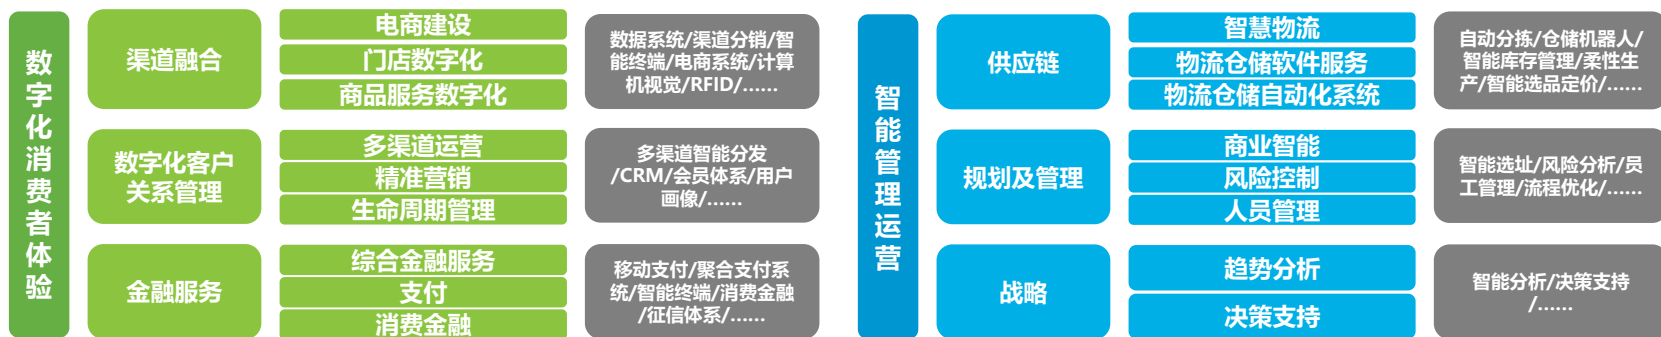 数字化消费者体验
渠道融合
电商建设
门店数字化
商品服务数字化
数据系统/渠道分销/智
能终端/电商系统/计算
机视觉/RFID/......
数字化客户
关系管理
多渠道运营
精准营销
生命周期管理
多渠道智能分发
/CRM/会员体系/用户
画像/......
金融服务
综合金融服务
支付
消费金融
移动支付/聚合支付系
统/智能终端/消费金融
/征信体系/......
智能管理运营
供应链
智慧物流
物流仓储软件服务
物流仓储自动化系统
自动分拣/仓储机器人/
智能库存管理/柔性生
产/智能选品定价/......
规划及管理
商业智能
风险控制
人员管理
智能选址/风险分析/员
工管理/流程优化/......
战略
趋势分析
决策支持
智能分析/决策支持
/......